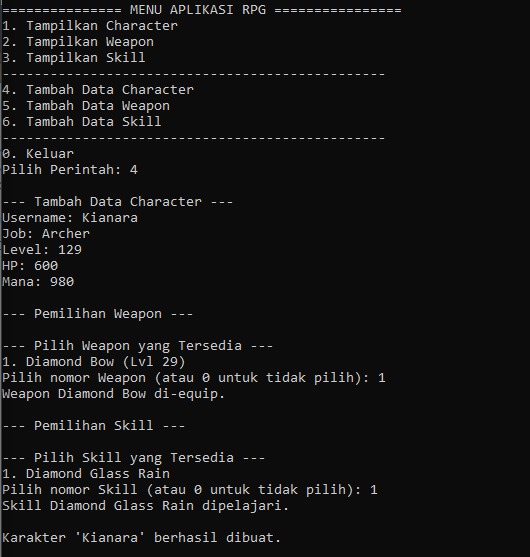 =============== MENU APLIKASI RPG ================
1. Tampilkan Character
2. Tampilkan Weapon
3. Tampilkan Skill
------------------------------------------------
4. Tambah Data Character
5. Tambah Data Weapon
6. Tambah Data Skill
------------------------------------------------
0. Keluar
Pilih Perintah: 4
--- Tambah Data Character ---
Username: Kianara
Job: Archer
Level: 129
HP: 600
Mana: 980
--- Pemilihan Weapon ---
--- Pilih Weapon yang Tersedia ---
1. Diamond Bow (Lvl 29)
Pilih nomor Weapon (atau 0 untuk tidak pilih): 1
Weapon Diamond Bow di-equip.
--- Pemilihan Skill ---
--- Pilih Skill yang Tersedia ---
1. Diamond Glass Rain
Pilih nomor Skill (atau 0 untuk tidak pilih): 1
Skill Diamond Glass Rain dipelajari.
Karakter 'Kianara' berhasil dibuat.